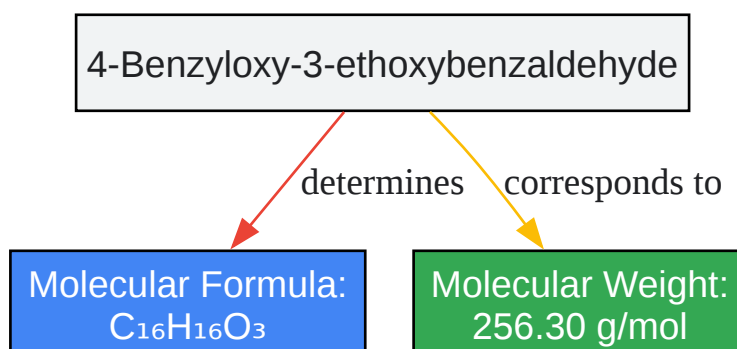 4-Benzyloxy-3-ethoxybenzaldehyde
determines
corresponds to
Molecular Formula:
C₁₆H₁₆O₃
Molecular Weight:
256.30 g/mol